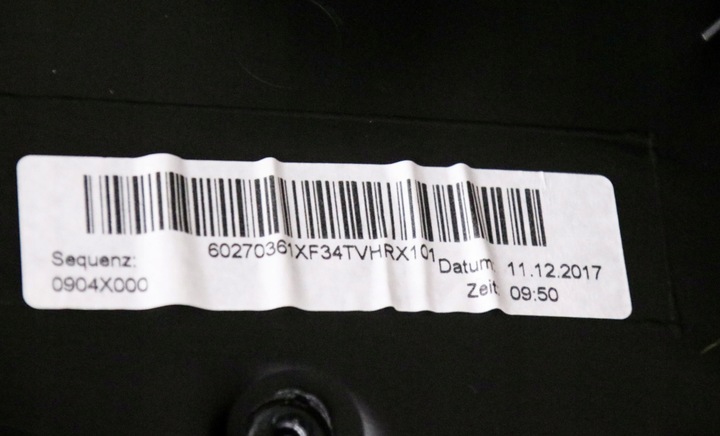 60270361XF34TVHRX101
Sequenz:
0904X000
Datum: 11.12.2017
Zeit: 09:50